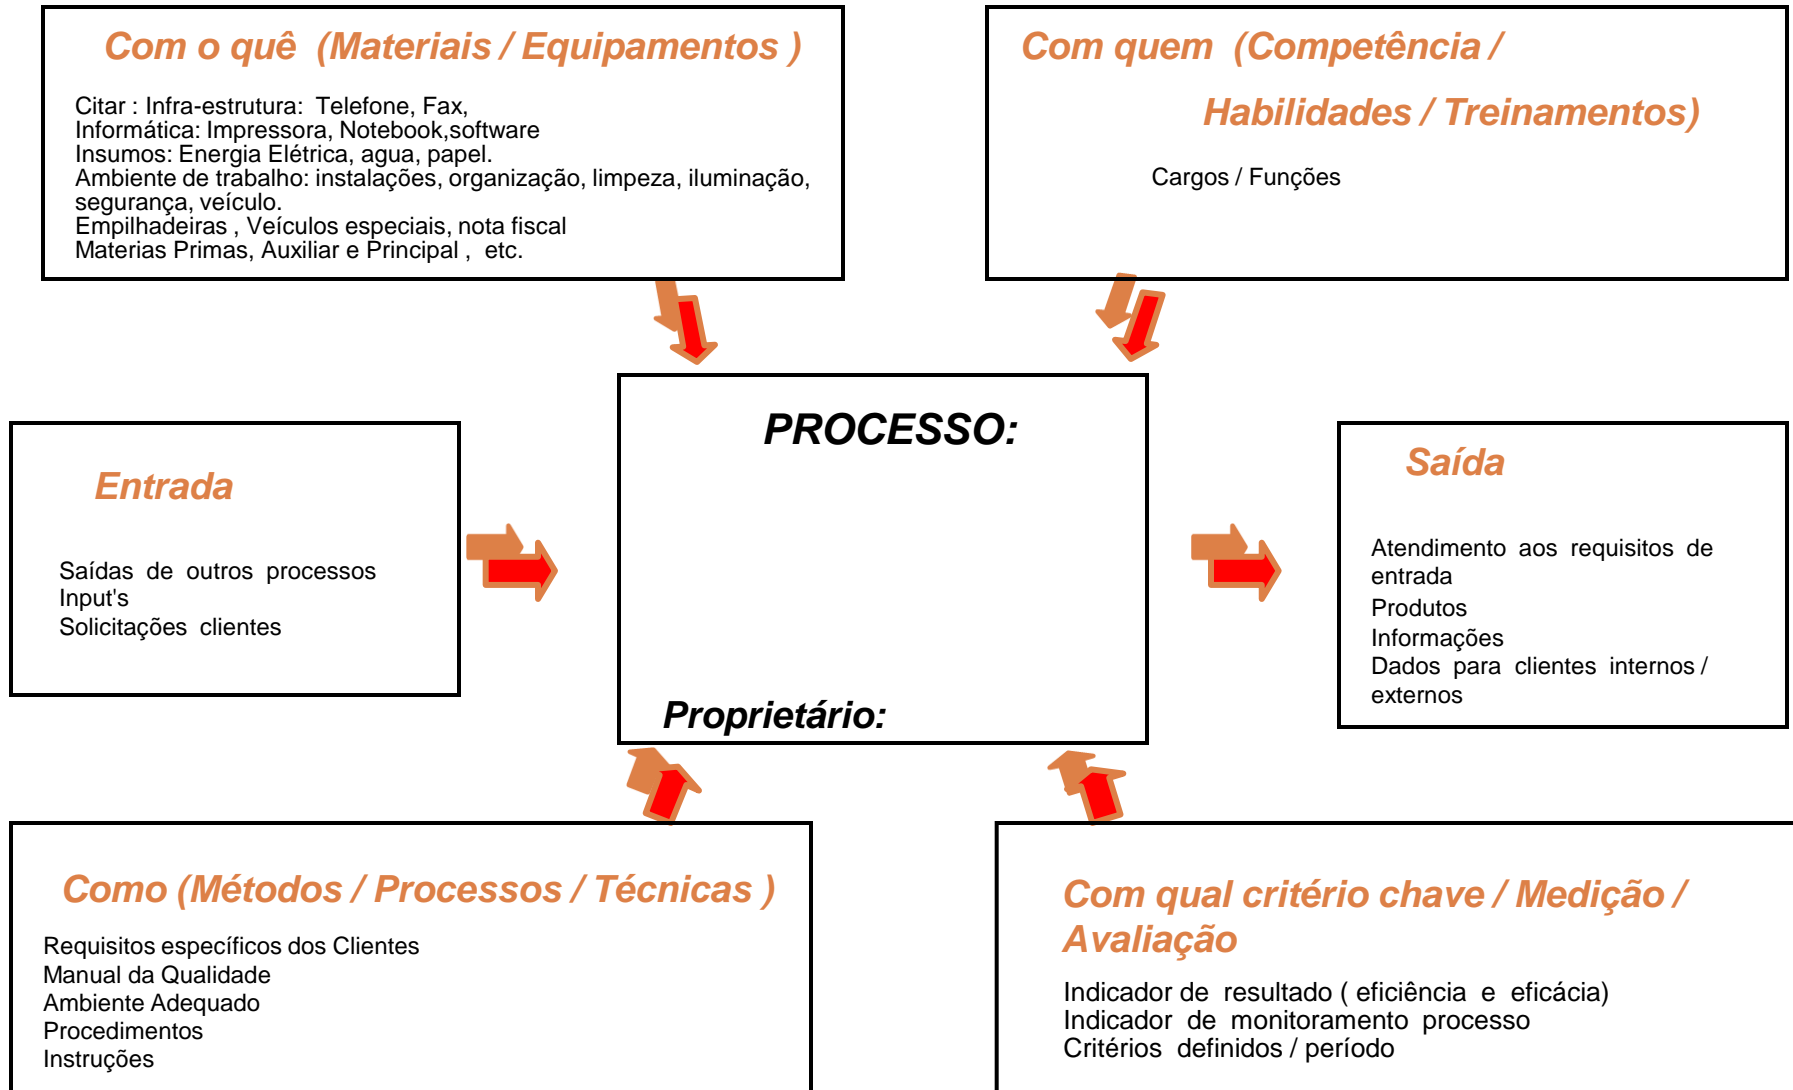 Com o quê (Materiais / Equipamentos )
Citar : Infra-estrutura: Telefone, Fax,
Informática: Impressora, Notebook,software
Insumos: Energia Elétrica, agua, papel.
Ambiente de trabalho: instalações, organização, limpeza, iluminação,
segurança, veículo.
Empilhadeiras , Veículos especiais, nota fiscal
Materias Primas, Auxiliar e Principal , etc.
Com quem (Competência /
Habilidades / Treinamentos)
Cargos / Funções
Entrada
Saídas de outros processos
Input's
Solicitações clientes
PROCESSO:
Proprietário:
Saída
Atendimento aos requisitos de
entrada
Produtos
Informações
Dados para clientes internos /
externos
Como (Métodos / Processos / Técnicas )
Requisitos específicos dos Clientes
Manual da Qualidade
Ambiente Adequado
Procedimentos
Instruções
Com qual critério chave / Medição /
Avaliação
Indicador de resultado ( eficiência e eficácia)
Indicador de monitoramento processo
Critérios definidos / período